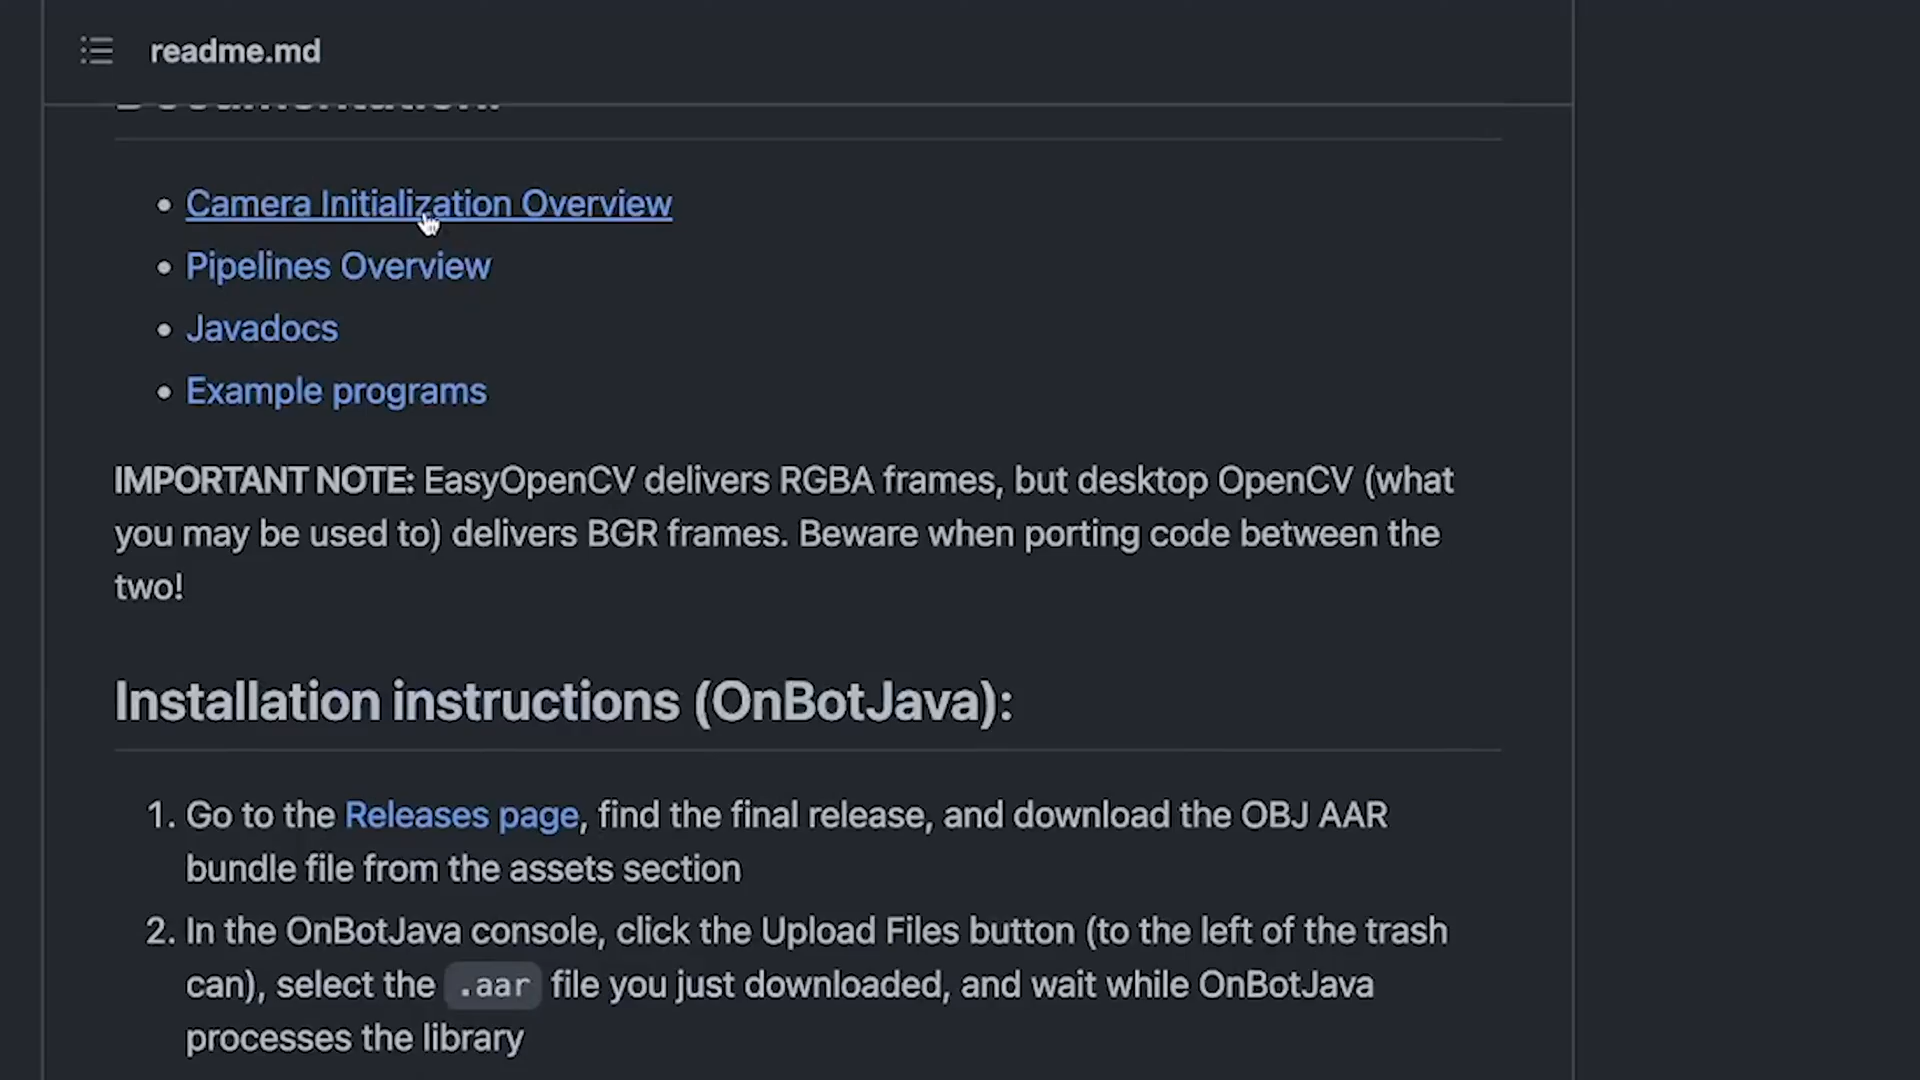 readme.md
Documentation:
Camera Initialization Overview
Pipelines Overview
Javadocs
Example programs
IMPORTANT NOTE: EasyOpenCV delivers RGBA frames, but desktop OpenCV (what
you may be used to) delivers BGR frames. Beware when porting code between the
two!
Installation instructions (OnBotJava):
1. Go to the Releases page, find the final release, and download the OBJ AAR
bundle file from the assets section
2. In the OnBotJava console, click the Upload Files button (to the left of the trash
can), select the .aar file you just downloaded, and wait while OnBotJava
processes the library